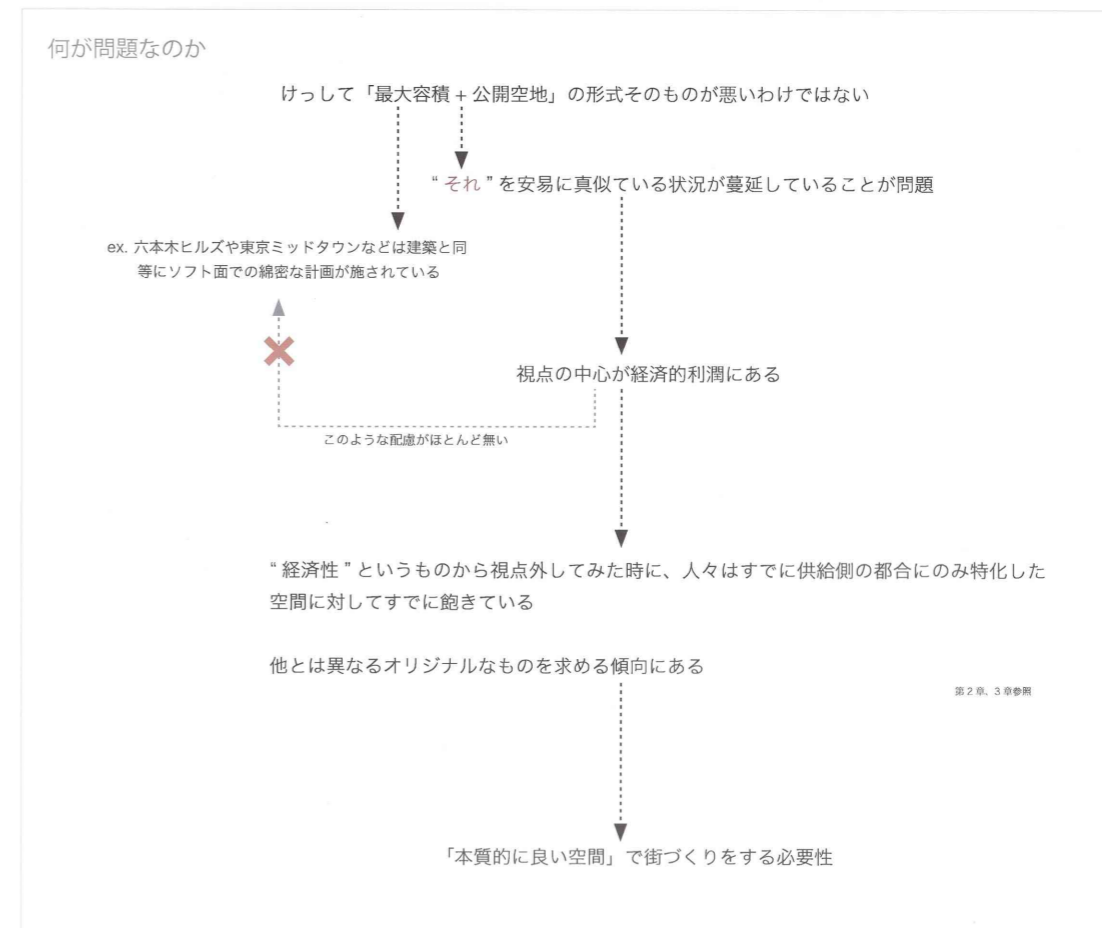 何が問題なのか
けっして「最大容積 + 公開空地」の形式そのものが悪いわけではない
“ それ ” を安易に真似ている状況が蔓延していることが問題
ex. 六本木ヒルズや東京ミッドタウンなどは建築と同
等にソフト面での綿密な計画が施されている
視点の中心が経済的利潤にある
このような配慮がほとんど無い
“ 経済性 ” というものから視点外してみた時に、人々はすでに供給側の都合にのみ特化した
空間に対してすでに飽きている
他とは異なるオリジナルなものを求める傾向にある
第 2 章、3 章参照
「本質的に良い空間」で街づくりをする必要性